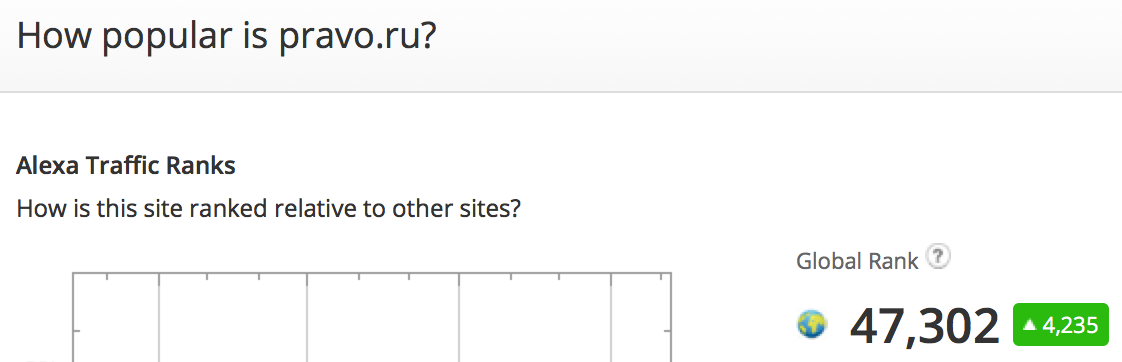 How popular is pravo.ru?
Alexa Traffic Ranks
How is this site ranked relative to other sites?
Global Rank ?
47,302 ▲ 4,235